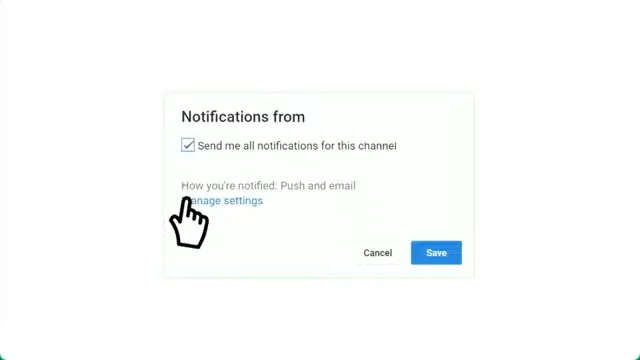 Notifications from
Send me all notifications for this channel
How you're notified: Push and email
anage settings
Cancel
Save